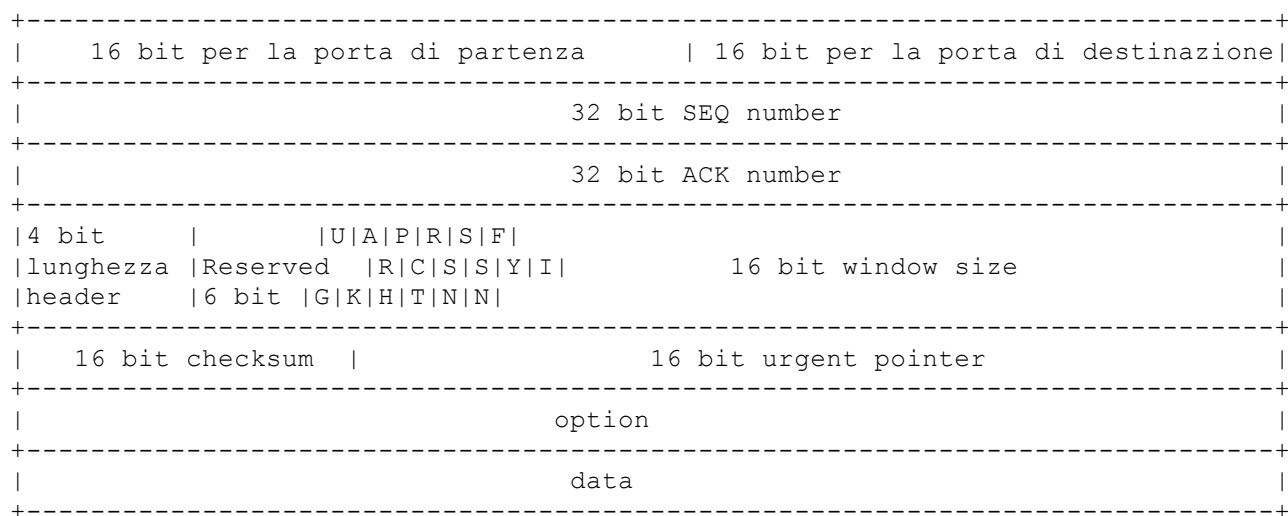 +------------------------------------------------------------------------------+
|    16 bit per la porta di partenza      | 16 bit per la porta di destinazione|
+------------------------------------------------------------------------------+
|                                  32 bit SEQ number                           |
+------------------------------------------------------------------------------+
|                                  32 bit ACK number                           |
+------------------------------------------------------------------------------+
|4 bit     |       |U|A|P|R|S|F|                                               |
|lunghezza |Reserved  |R|C|S|S|Y|I|          16 bit window size                |
|header    |6 bit |G|K|H|T|N|N|                                                |
+------------------------------------------------------------------------------+
|   16 bit checksum  |                  16 bit urgent pointer                  |
+------------------------------------------------------------------------------+
|                                 option                                       |
+------------------------------------------------------------------------------+
|                                  data                                        |
+------------------------------------------------------------------------------+